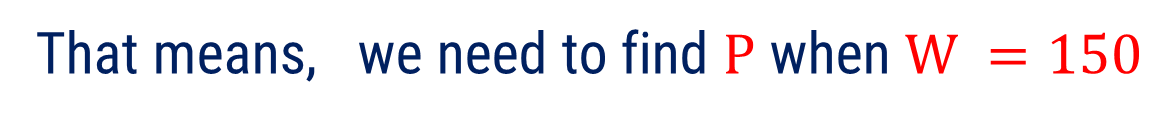 That means, we need to find P when W = 150